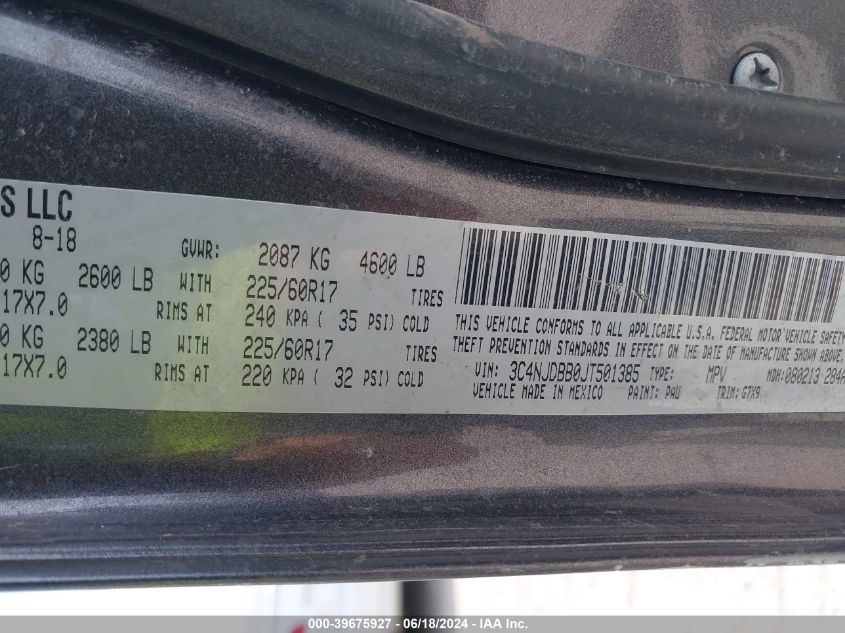 S LLC
8-18
GVWR: 2087 KG 4600 LB
0 KG 2600 LB WITH 225/60R17 TIRES
17X7.0 RIMS AT 240 KPA ( 35 PSI) COLD
0 KG 2380 LB WITH 225/60R17 TIRES
17X7.0 RIMS AT 220 KPA ( 32 PSI) COLD
THIS VEHICLE CONFORMS TO ALL APPLICABLE U.S.A. FEDERAL MOTOR VEHICLE SAFETY
THEFT PREVENTION STANDARDS IN EFFECT ON THE DATE OF MANUFACTURE SHOWN ABOVE.
VIN: 3C4NJDBB0JT501385 TYPE: MPV MDH:080213 284A
VEHICLE MADE IN MEXICO PAINT: PAU TRIM: G7X9
000-39675927 - 06/18/2024 - IAA Inc.